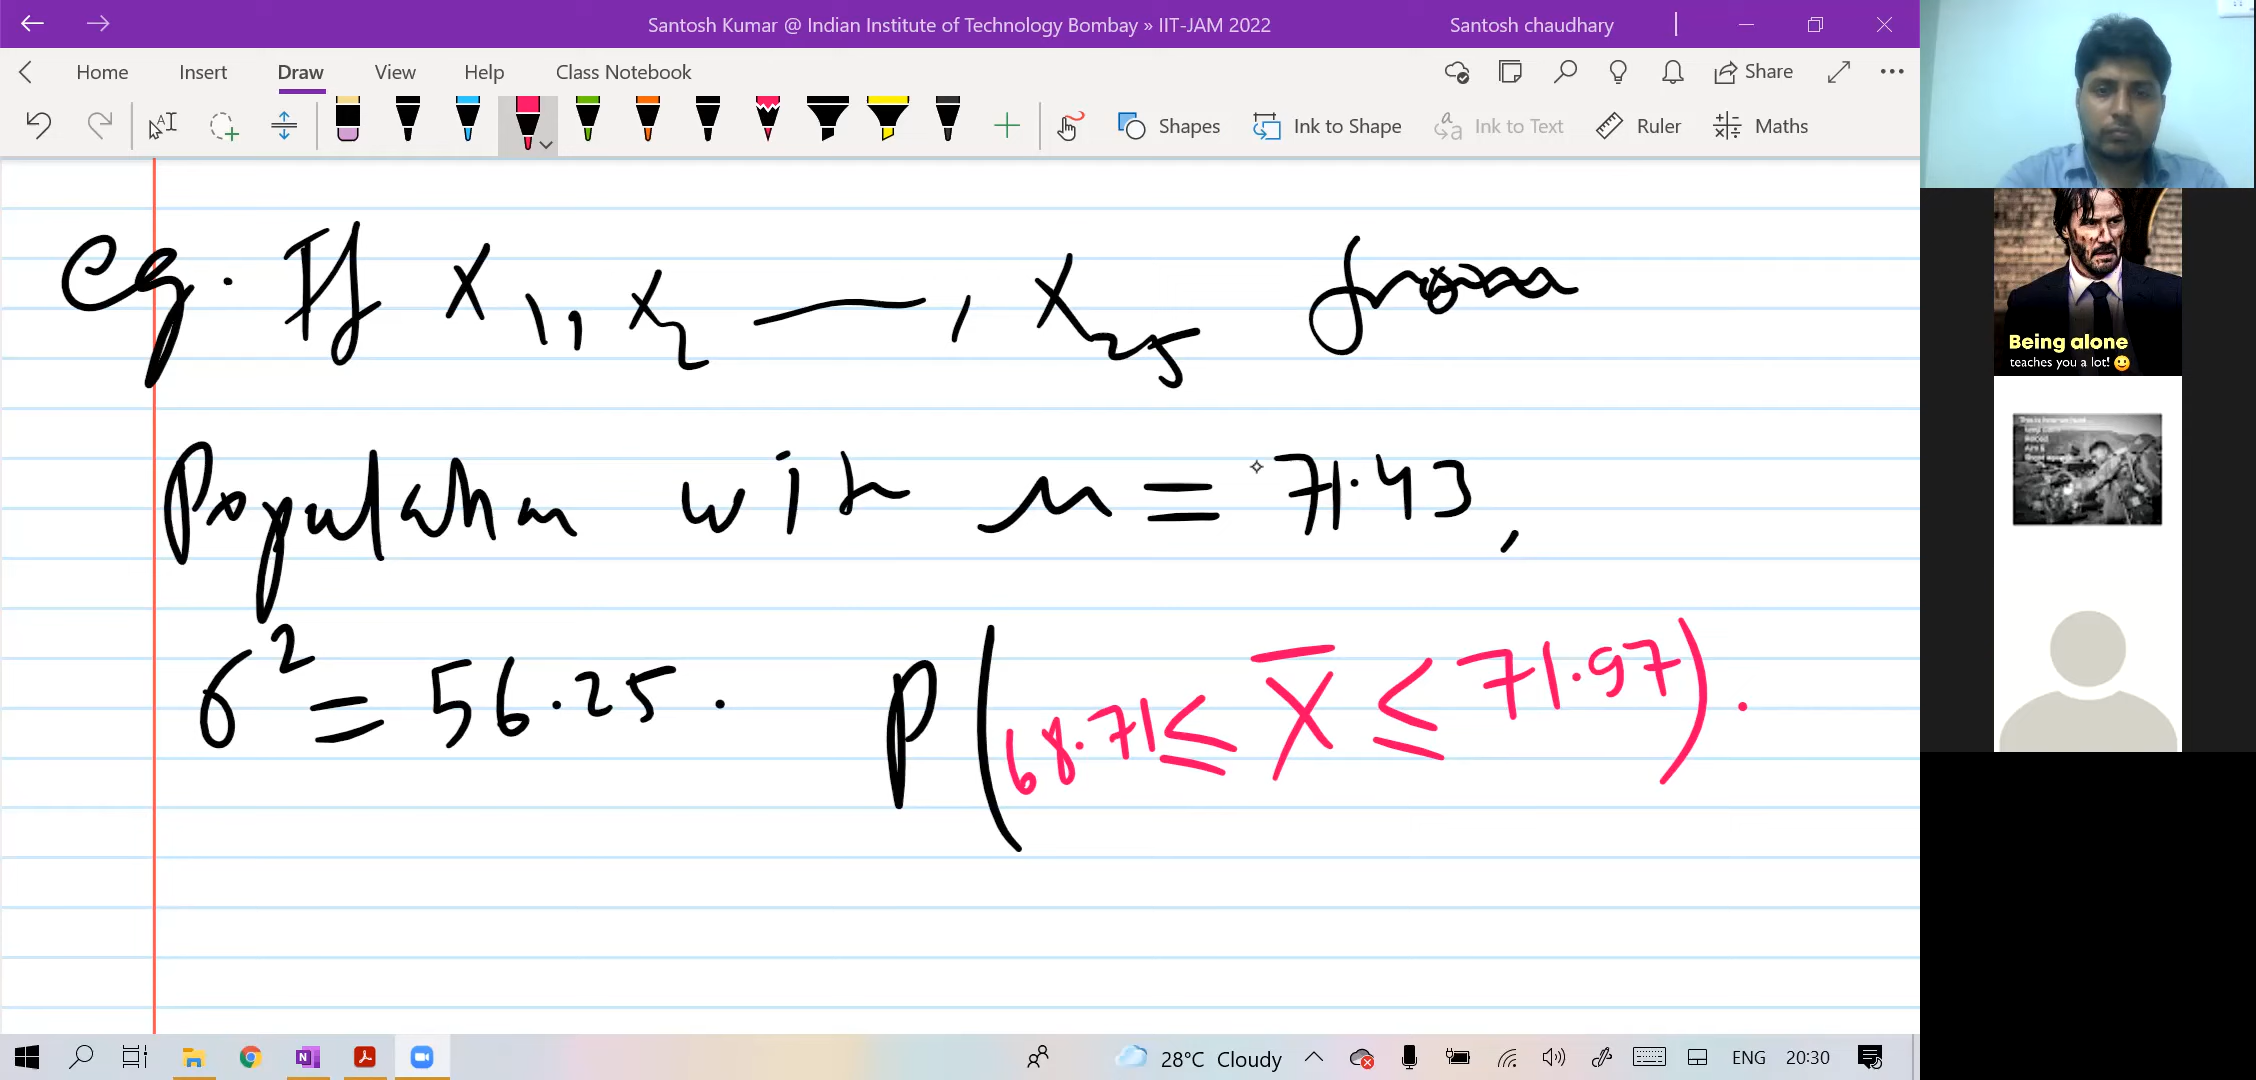 Santosh Kumar @ Indian Institute of Technology Bombay » IIT-JAM 2022
Santosh chaudhary
Home Insert Draw View Help Class Notebook
Share
Shapes Ink to Shape Ink to Text Ruler Maths
eg. If X₁, X₂ —, X₂₅ from
Population with μ = 71.43,
σ² = 56.25. P(68.71 ≤ X̄ ≤ 71.97).
Being alone
teaches you a lot! 🙂
28°C Cloudy
ENG
20:30